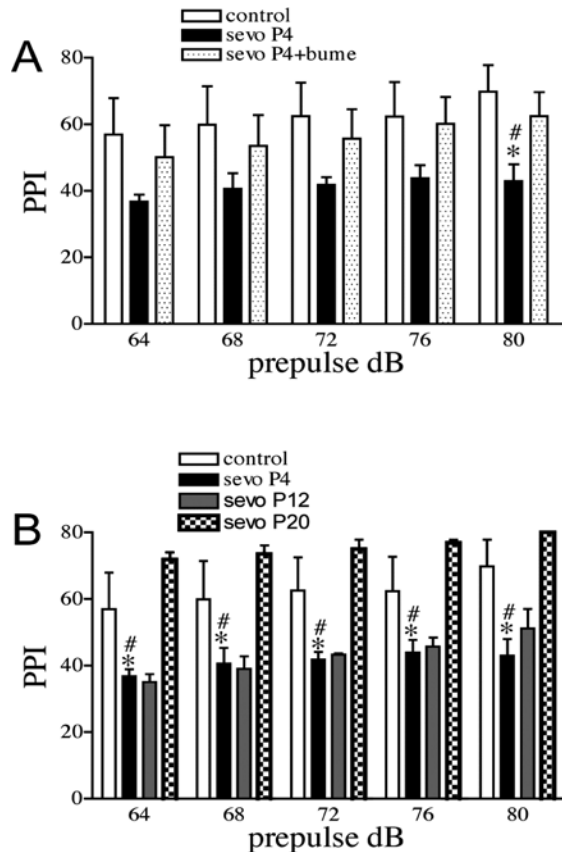 control
sevo P4
sevo P4+bume
A
80
60
40
20
0
PPI
#
*
64 68 72 76 80
prepulse dB
control
sevo P4
sevo P12
sevo P20
B
80
60
40
20
0
PPI
# # # # #
* * * * *
64 68 72 76 80
prepulse dB